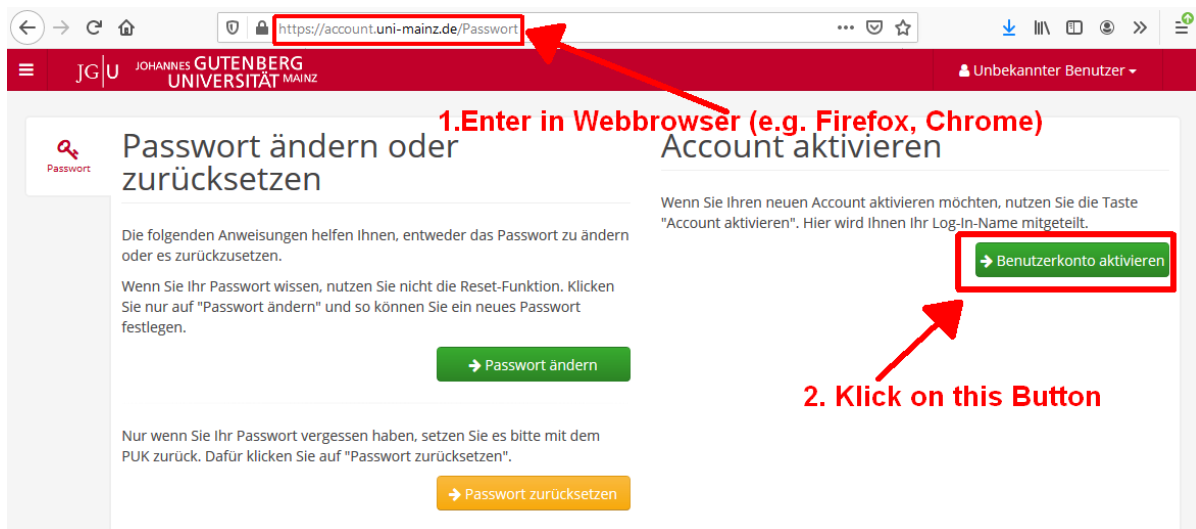 https://account.uni-mainz.de/Passwort
JG|U JOHANNES GUTENBERG
UNIVERSITÄT MAINZ
Unbekannter Benutzer
1.Enter in Webbrowser (e.g. Firefox, Chrome)
Passwort
Passwort ändern oder
zurücksetzen
Die folgenden Anweisungen helfen Ihnen, entweder das Passwort zu ändern
oder es zurückzusetzen.
Wenn Sie Ihr Passwort wissen, nutzen Sie nicht die Reset-Funktion. Klicken
Sie nur auf "Passwort ändern" und so können Sie ein neues Passwort
festlegen.
Passwort ändern
Nur wenn Sie Ihr Passwort vergessen haben, setzen Sie es bitte mit dem
PUK zurück. Dafür klicken Sie auf "Passwort zurücksetzen".
Passwort zurücksetzen
Account aktivieren
Wenn Sie Ihren neuen Account aktivieren möchten, nutzen Sie die Taste
"Account aktivieren". Hier wird Ihnen Ihr Log-In-Name mitgeteilt.
Benutzerkonto aktivieren
2. Klick on this Button